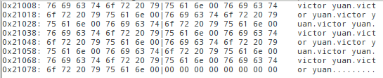 0x21008: 76 69 63 74 6f 72 20 79|75 61 6e 00 76 69 63 74 victor yuan.vict
0x21018: 6f 72 20 79 75 61 6e 00|76 69 63 74 6f 72 20 79 or yuan.victor y
0x21028: 75 61 6e 00 76 69 63 74|6f 72 20 79 75 61 6e 00 uan.victor yuan.
0x21038: 76 69 63 74 6f 72 20 79|75 61 6e 00 76 69 63 74 victor yuan.vict
0x21048: 6f 72 20 79 75 61 6e 00|76 69 63 74 6f 72 20 79 or yuan.victor y
0x21058: 75 61 6e 00 76 69 63 74|6f 72 20 79 75 61 6e 00 uan.victor yuan.
0x21068: 76 69 63 74 6f 72 20 79|75 61 6e 00 76 69 63 74 victor yuan.vict
0x21078: 6f 72 20 79 75 61 6e 00|00 00 00 00 00 00 00 00 or yuan.........